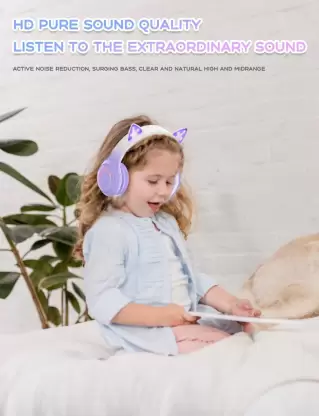 HD PURE SOUND QUALITY
LISTEN TO THE EXTRAORDINARY SOUND
ACTIVE NOISE REDUCTION, SURGING BASS, CLEAR AND NATURAL HIGH AND MIDRANGE